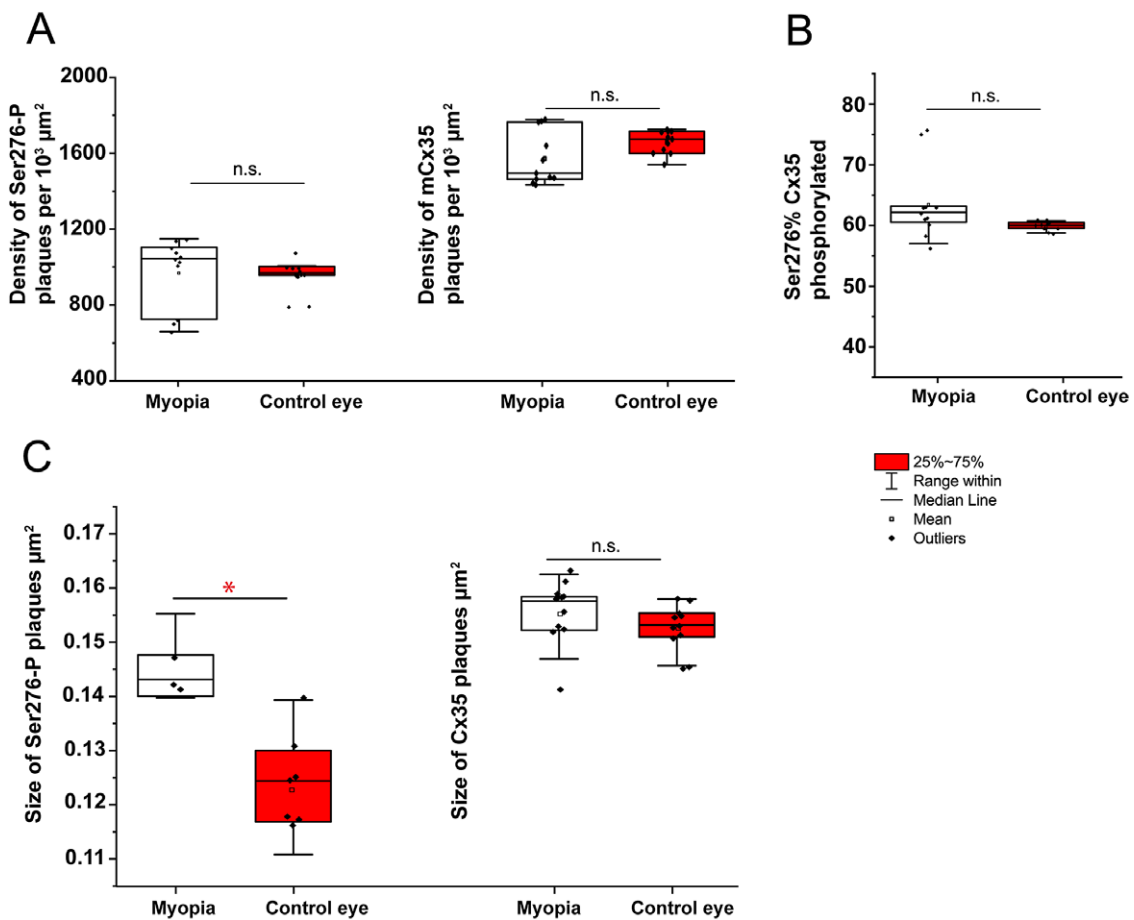 A
Density of Ser276-P
plaques per 10³ µm²
2000
1600
1200
800
400
n.s.
Myopia
Control eye
Density of mCx35
plaques per 10³ µm²
n.s.
Myopia
Control eye
B
Ser276% Cx35
phosphorylated
80
70
60
50
40
n.s.
Myopia
Control eye
25%~75%
Range within
Median Line
Mean
Outliers
C
Size of Ser276-P plaques µm²
0.17
0.16
0.15
0.14
0.13
0.12
0.11
*
Myopia
Control eye
Size of Cx35 plaques µm²
n.s.
Myopia
Control eye